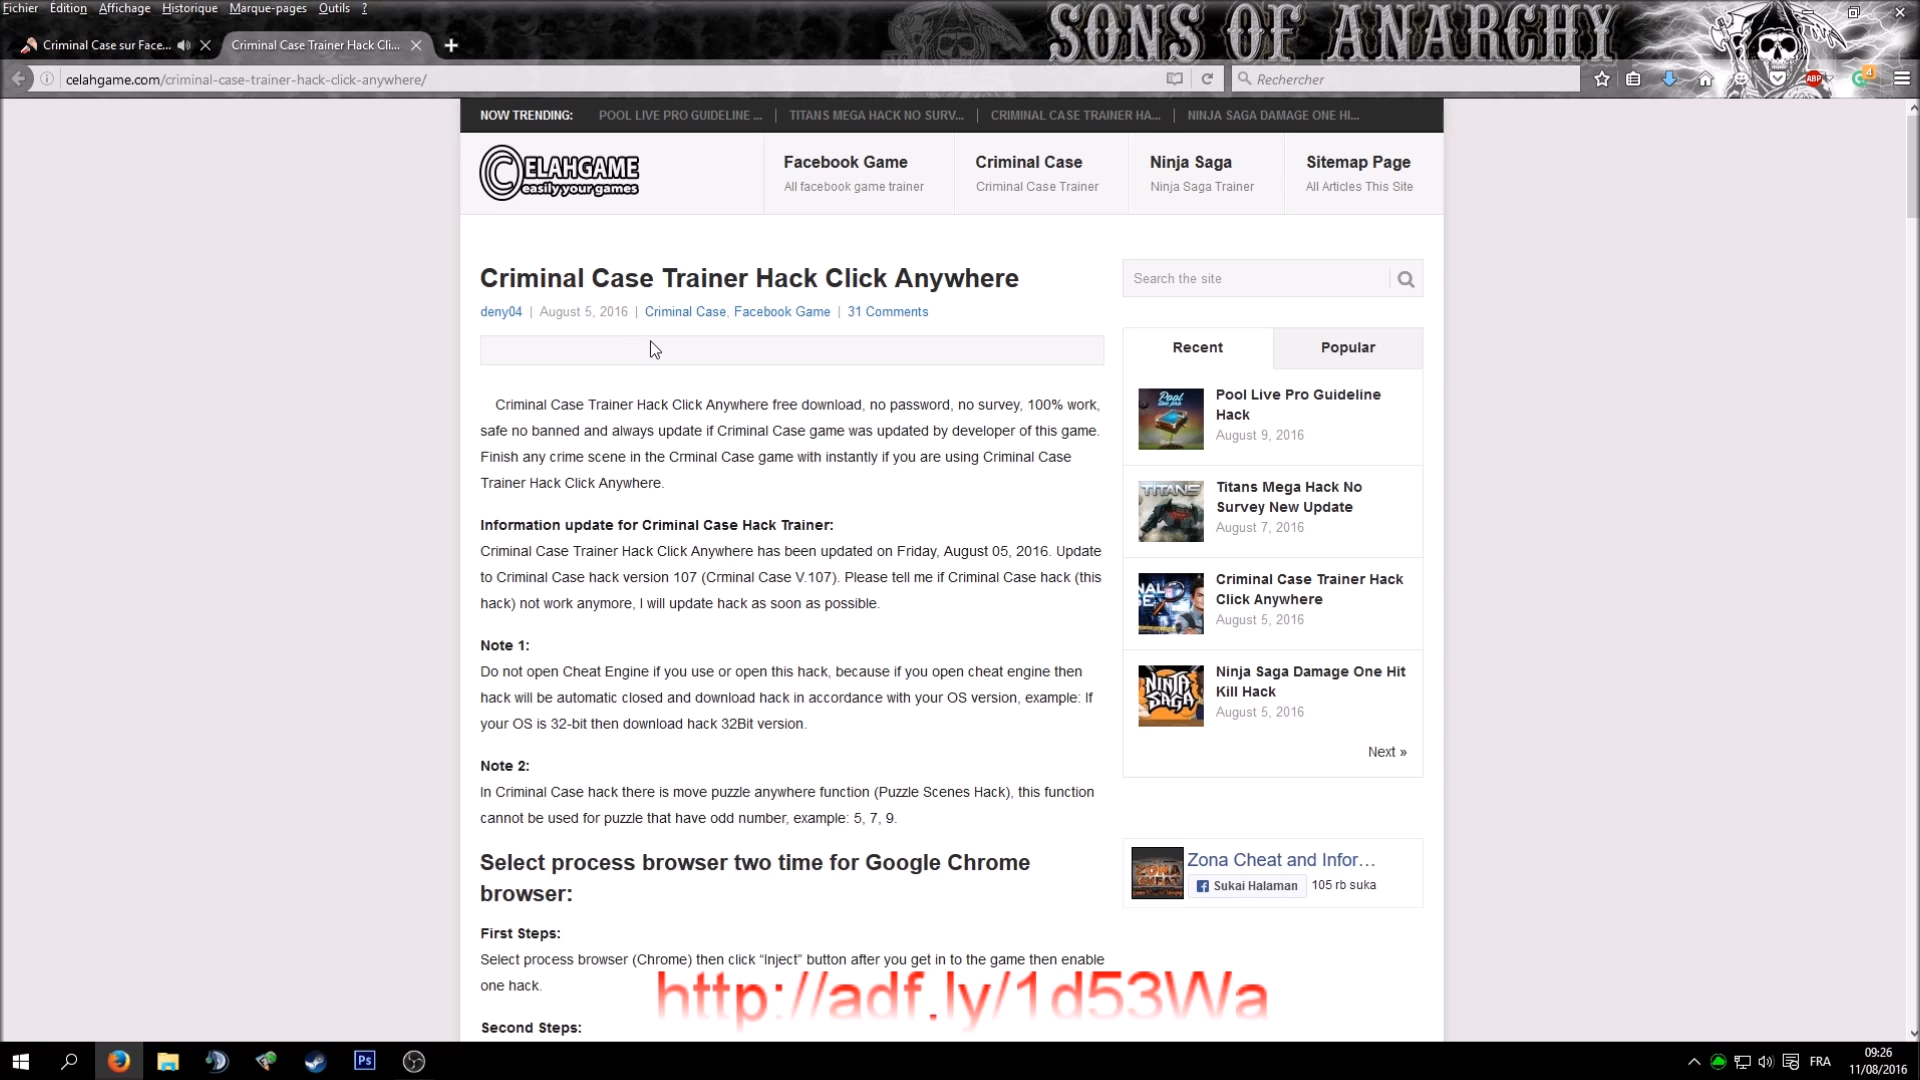 Fichier Édition Affichage Historique Marque-pages Outils ?
SONS OF ANARCHY
Criminal Case sur Face...
Criminal Case Trainer Hack Cli...
celahgame.com/criminal-case-trainer-hack-click-anywhere/
Rechercher
ABP
4
NOW TRENDING: POOL LIVE PRO GUIDELINE ... TITANS MEGA HACK NO SURV... CRIMINAL CASE TRAINER HA... NINJA SAGA DAMAGE ONE HI...
CELAHGAME
easily your games
Facebook Game
All facebook game trainer
Criminal Case
Criminal Case Trainer
Ninja Saga
Ninja Saga Trainer
Sitemap Page
All Articles This Site
Criminal Case Trainer Hack Click Anywhere
deny04 | August 5, 2016 | Criminal Case, Facebook Game | 31 Comments
Criminal Case Trainer Hack Click Anywhere free download, no password, no survey, 100% work,
safe no banned and always update if Criminal Case game was updated by developer of this game.
Finish any crime scene in the Crminal Case game with instantly if you are using Criminal Case
Trainer Hack Click Anywhere.
Information update for Criminal Case Hack Trainer:
Criminal Case Trainer Hack Click Anywhere has been updated on Friday, August 05, 2016. Update
to Criminal Case hack version 107 (Crminal Case V.107). Please tell me if Criminal Case hack (this
hack) not work anymore, I will update hack as soon as possible.
Note 1:
Do not open Cheat Engine if you use or open this hack, because if you open cheat engine then
hack will be automatic closed and download hack in accordance with your OS version, example: If
your OS is 32-bit then download hack 32Bit version.
Note 2:
In Criminal Case hack there is move puzzle anywhere function (Puzzle Scenes Hack), this function
cannot be used for puzzle that have odd number, example: 5, 7, 9.
Select process browser two time for Google Chrome
browser:
First Steps:
Select process browser (Chrome) then click “Inject” button after you get in to the game then enable
one hack.
Second Steps:
Search the site
Recent
Popular
Pool Live Pro Guideline
Hack
August 9, 2016
Titans Mega Hack No
Survey New Update
August 7, 2016
Criminal Case Trainer Hack
Click Anywhere
August 5, 2016
Ninja Saga Damage One Hit
Kill Hack
August 5, 2016
Next »
Zona Cheat and Infor...
Sukai Halaman 105 rb suka
http://adf.ly/1d53Wa
Ps
FRA
09:26
11/08/2016